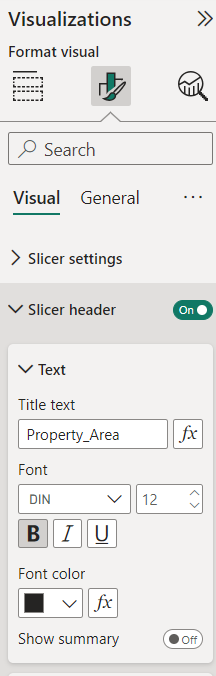 Visualizations
Format visual
Search
Visual General ...
Slicer settings
Slicer header On
Text
Title text
Property_Area fx
Font
DIN 12
B I U
Font color
fx
Show summary Off